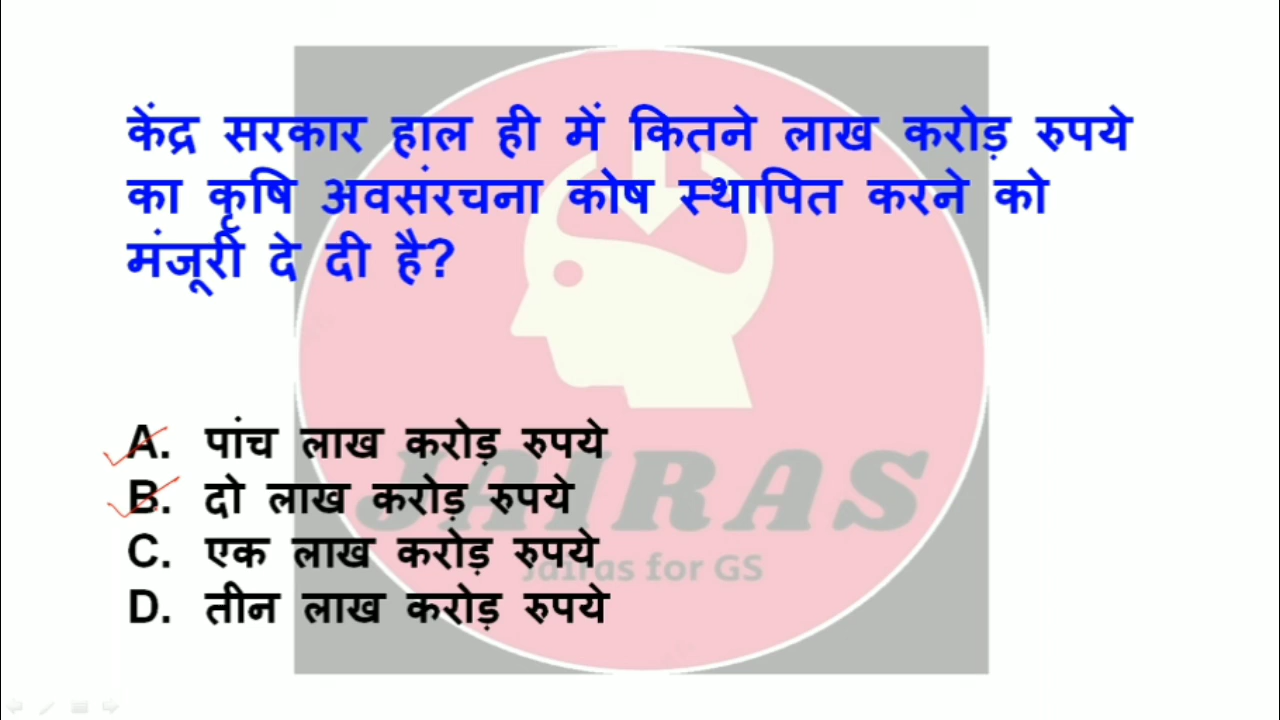 केंद्र सरकार हाल ही में कितने लाख करोड़ रुपये
का कृषि अवसंरचना कोष स्थापित करने को
मंजूरी दे दी है?
A. पांच लाख करोड़ रुपये
B. दो लाख करोड़ रुपये
C. एक लाख करोड़ रुपये
D. तीन लाख करोड़ रुपये
JAIRAS
Jairas for GS